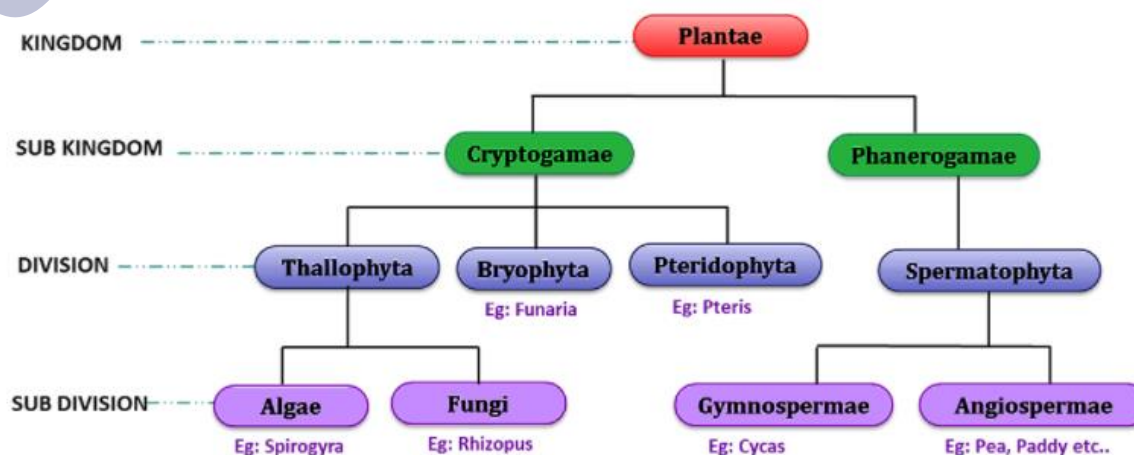 KINGDOM
Plantae
SUB KINGDOM
Cryptogamae
Phanerogamae
DIVISION
Thallophyta
Bryophyta
Pteridophyta
Spermatophyta
Eg: Funaria
Eg: Pteris
SUB DIVISION
Algae
Fungi
Gymnospermae
Angiospermae
Eg: Spirogyra
Eg: Rhizopus
Eg: Cycas
Eg: Pea, Paddy etc..